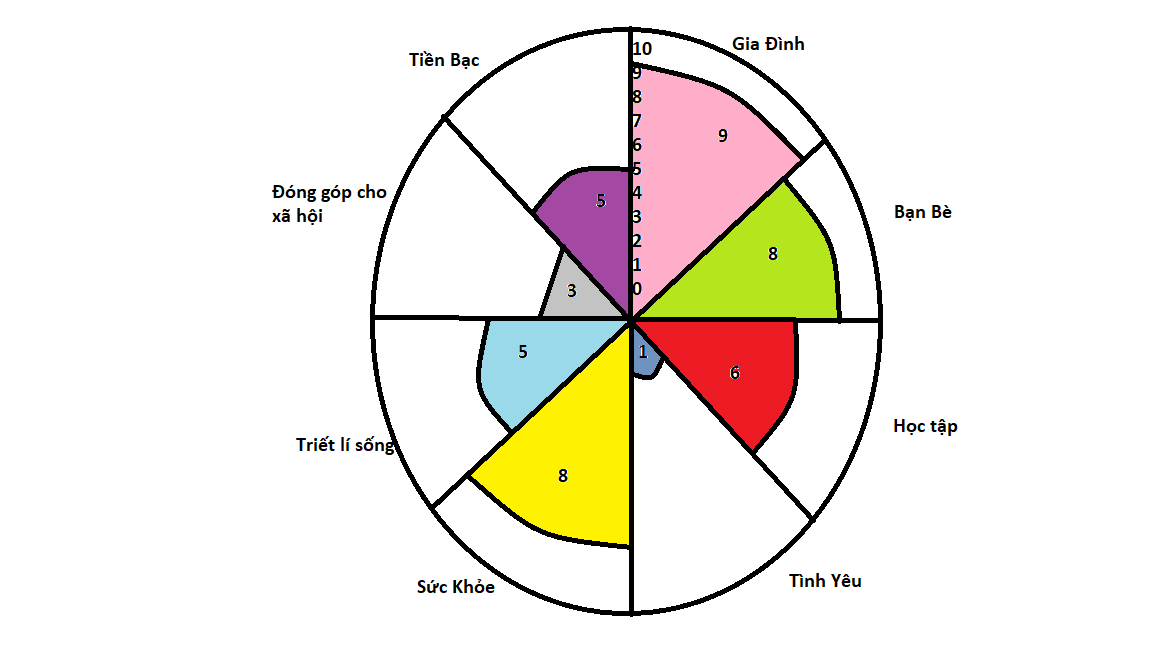 Gia Đình
Tiền Bạc
10
9
8
7
6
5
4
3
2
1
0
9
5
8
3
Đóng góp cho
xã hội
Bạn Bè
5
1
6
Học tập
Triết lí sống
8
Tình Yêu
Sức Khỏe